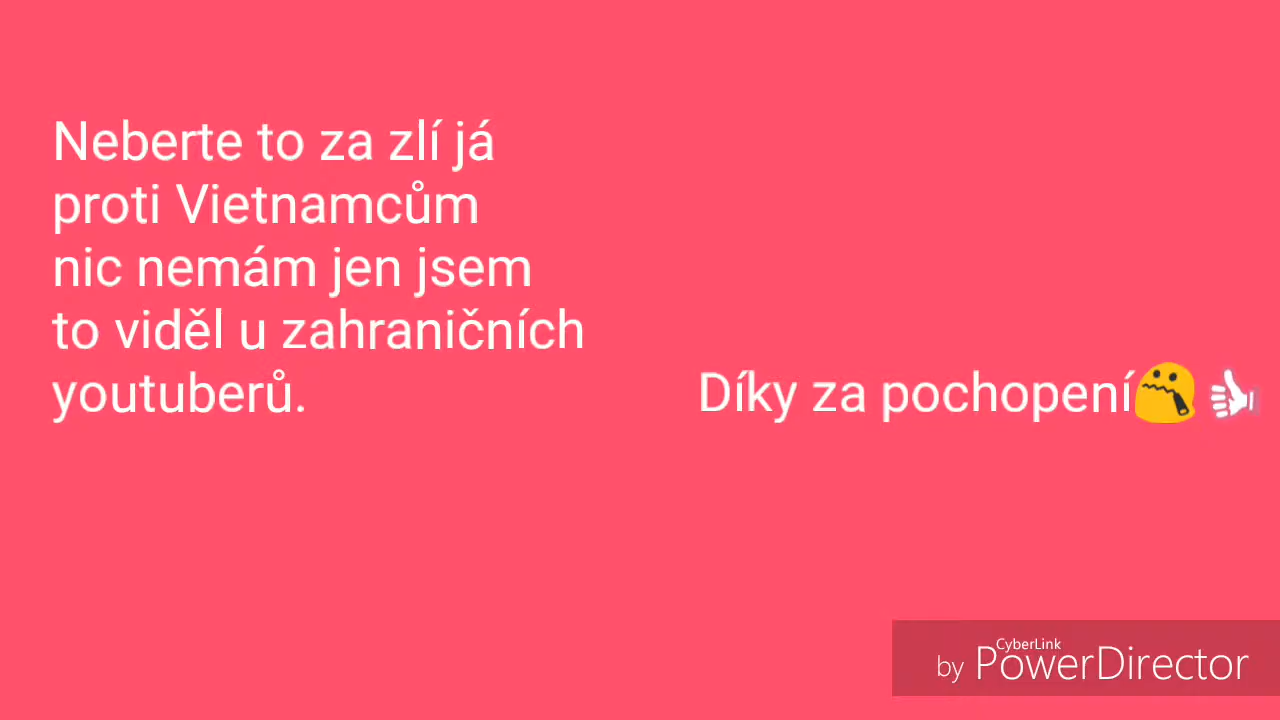 Neberte to za zlí já
proti Vietnamcům
nic nemám jen jsem
to viděl u zahraničních
youtuberů.
Díky za pochopení
CyberLink
by PowerDirector